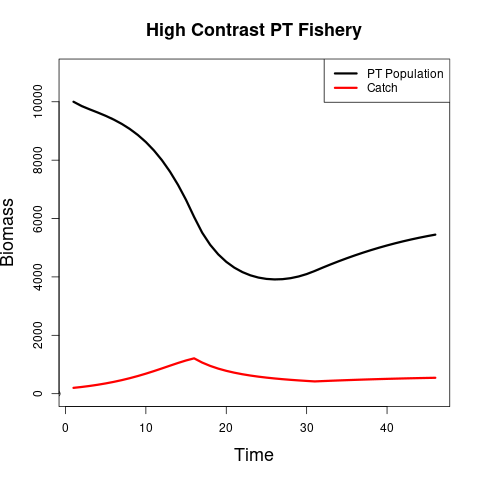 High Contrast PT Fishery
PT Population
Catch
Biomass
10000
8000
6000
4000
2000
0
0 10 20 30 40
Time